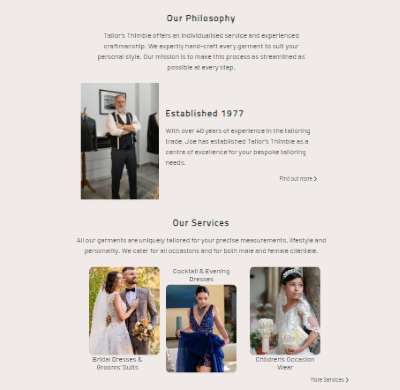 Our Philosophy
Tailor's Thimble offers an individualised service and experienced
craftmanship. We expertly hand-craft every garment to suit your
personal style. Our mission is to make this process as streamlined as
possible at every step.
Established 1977
With over 40 years of experience in the tailoring
trade, Joe has established Tailor's Thimble as a
centre of excellence for your bespoke tailoring
needs.
Find out more >
Our Services
All our garments are uniquely tailored for your precise measurements, lifestyle and
personality. We cater for all occasions and for both male and female clientele.
Cocktail & Evening
Dresses
Bridal Dresses &
Grooms' Suits
Children's Occasion
Wear
More Services >